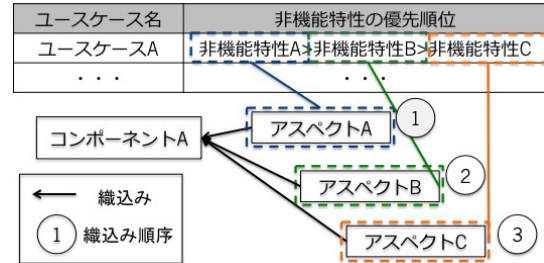 ユースケース名 非機能特性の優先順位
ユースケースA 非機能特性A>非機能特性B>非機能特性C
・・・ ・・・
アスペクトA ①
コンポーネントA
アスペクトB ②
← 織込み
① 織込み順序
アスペクトC ③